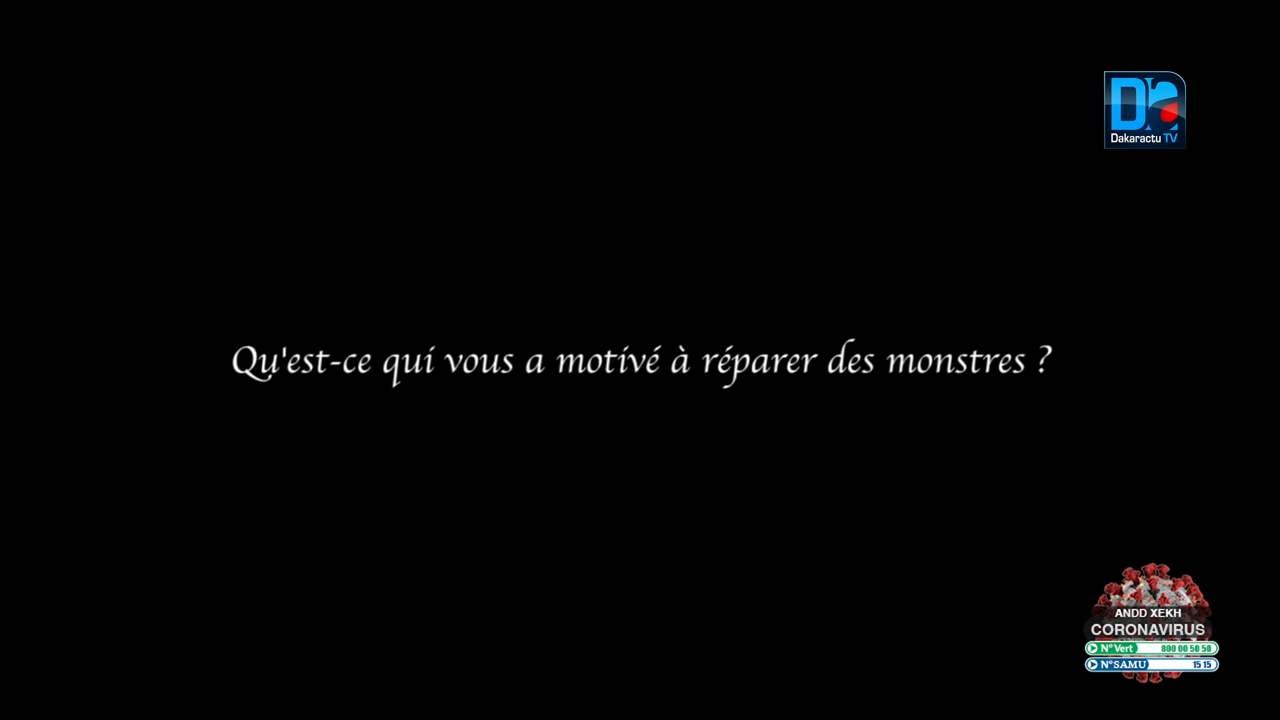 Dakaractu TV
Qu'est-ce qui vous a motivé à réparer des monstres ?
ANDD XEKH
CORONAVIRUS
N° Vert 800 00 50 50
N° SAMU 15 15